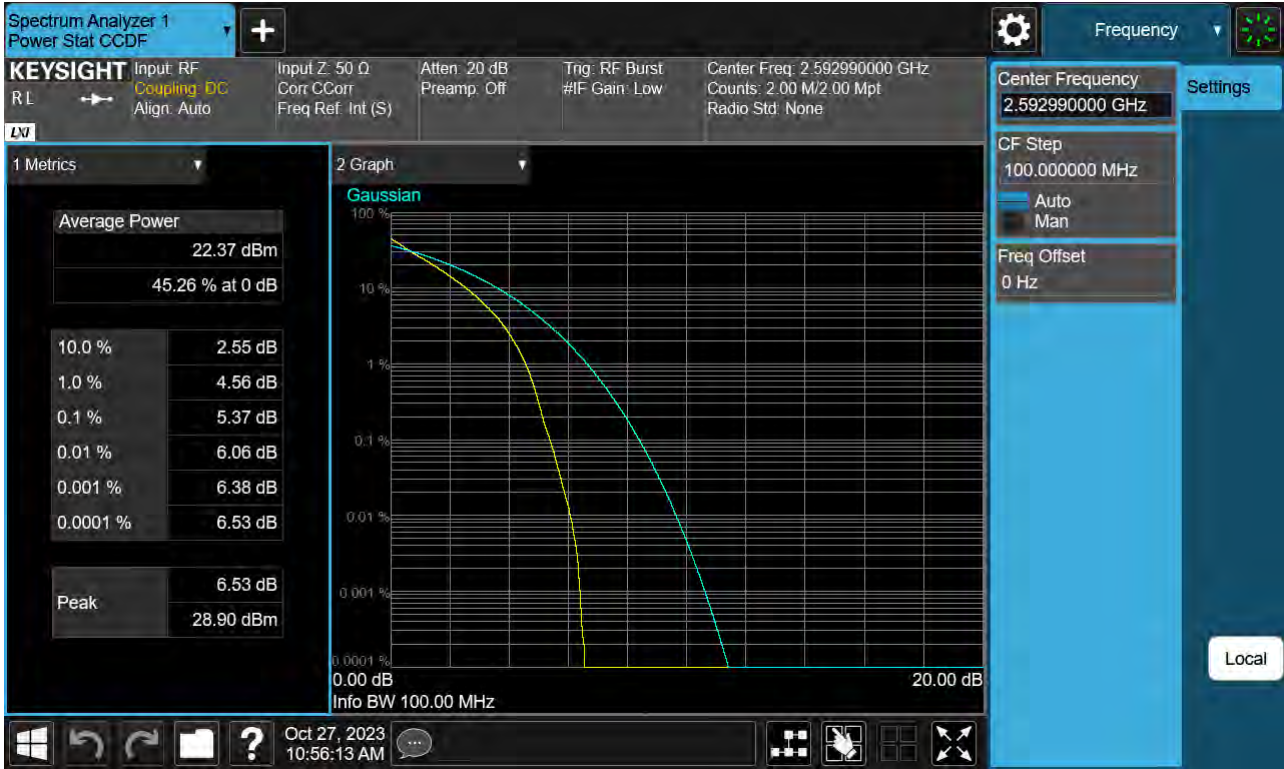 Spectrum Analyzer 1
Power Stat CCDF
Frequency
KEYSIGHT
R L
LXI
Input: RF
Coupling: DC
Align: Auto
Input Z: 50 Ω
Corr CCorr
Freq Ref: Int (S)
Atten: 20 dB
Preamp: Off
Trig: RF Burst
#IF Gain: Low
Center Freq: 2.592990000 GHz
Counts: 2.00 M/2.00 Mpt
Radio Std: None
Center Frequency
2.592990000 GHz
Settings
CF Step
100.000000 MHz
Auto
Man
Freq Offset
0 Hz
Local
1 Metrics
Average Power
22.37 dBm
45.26 % at 0 dB
10.0 % 2.55 dB
1.0 % 4.56 dB
0.1 % 5.37 dB
0.01 % 6.06 dB
0.001 % 6.38 dB
0.0001 % 6.53 dB
Peak
6.53 dB
28.90 dBm
2 Graph
Gaussian
100 %
10 %
1 %
0.1 %
0.01 %
0.001 %
0.0001 %
0.00 dB 20.00 dB
Info BW 100.00 MHz
?
Oct 27, 2023
10:56:13 AM